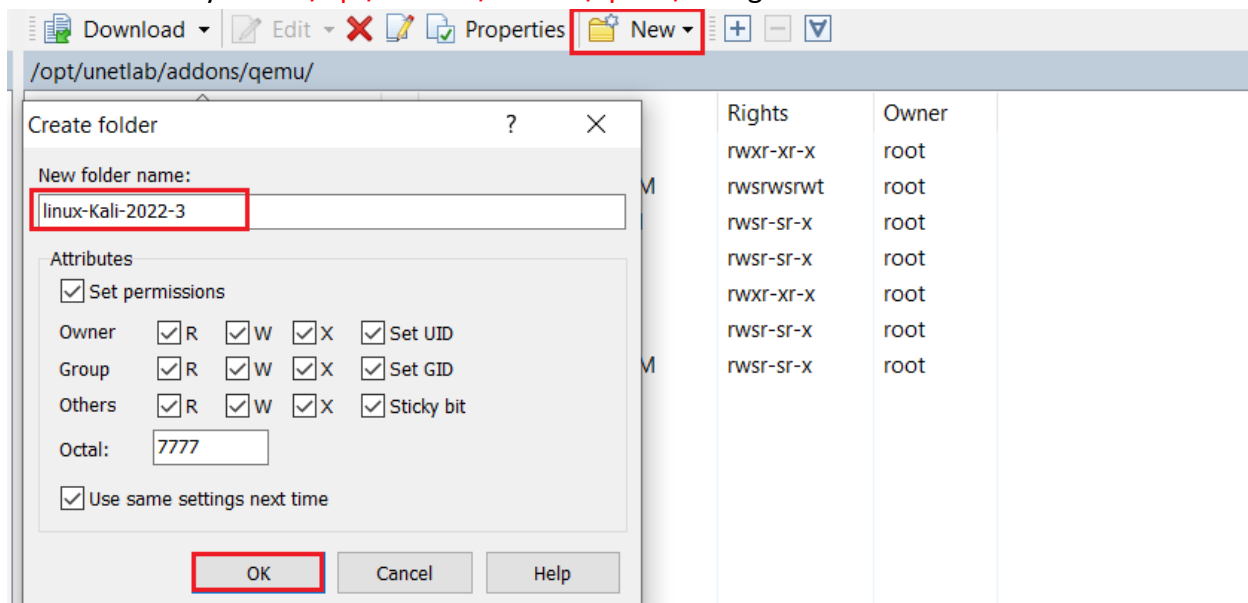 Download Edit Properties New
/opt/unetlab/addons/qemu/
Create folder ? Rights Owner
New folder name: rwxr-xr-x root
linux-Kali-2022-3 M rwsrwsrwt root
rwsr-sr-x root
Attributes rwsr-sr-x root
Set permissions rwxr-xr-x root
Owner R W X Set UID rwsr-sr-x root
Group R W X Set GID M rwsr-sr-x root
Others R W X Sticky bit
Octal: 7777
Use same settings next time
OK Cancel Help